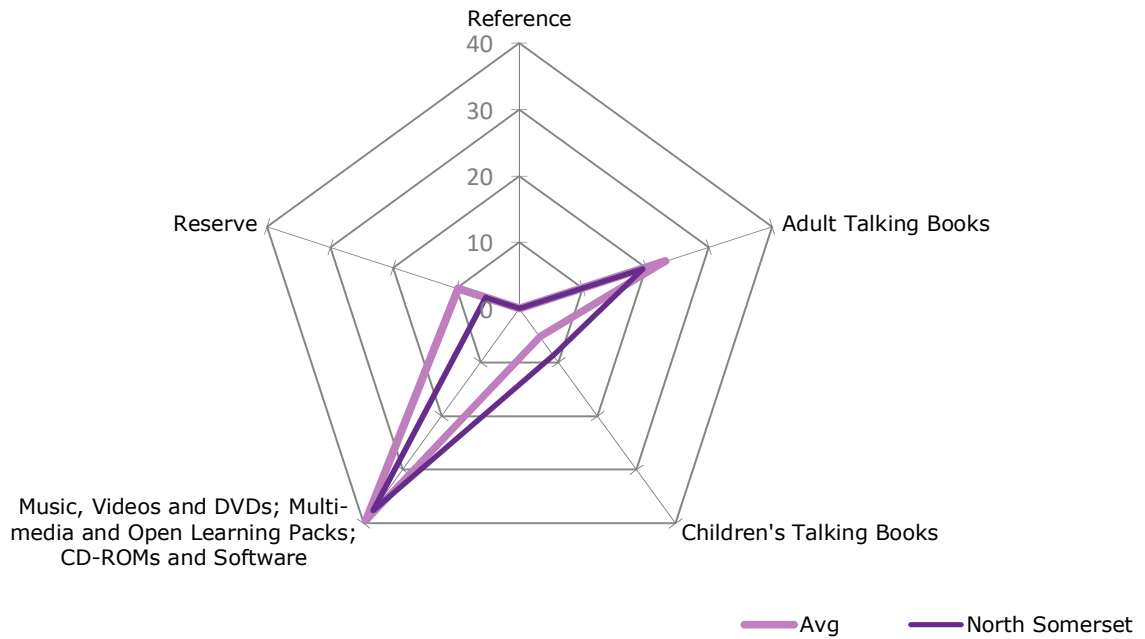 Reference
40
30
20
10
0
Reserve
Adult Talking Books
Music, Videos and DVDs; Multi-
media and Open Learning Packs;
CD-ROMs and Software
Children's Talking Books
Avg
North Somerset